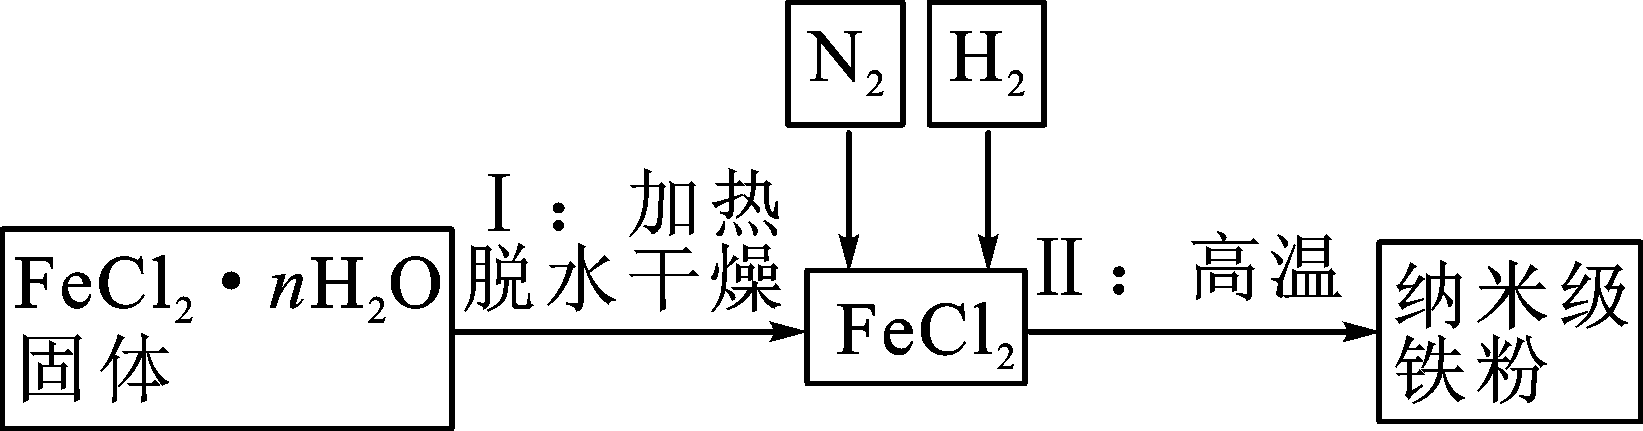 N₂
H₂
Ⅰ：加热
脱水干燥
FeCl₂·nH₂O
固体
FeCl₂
Ⅱ：高温
纳米级
铁粉